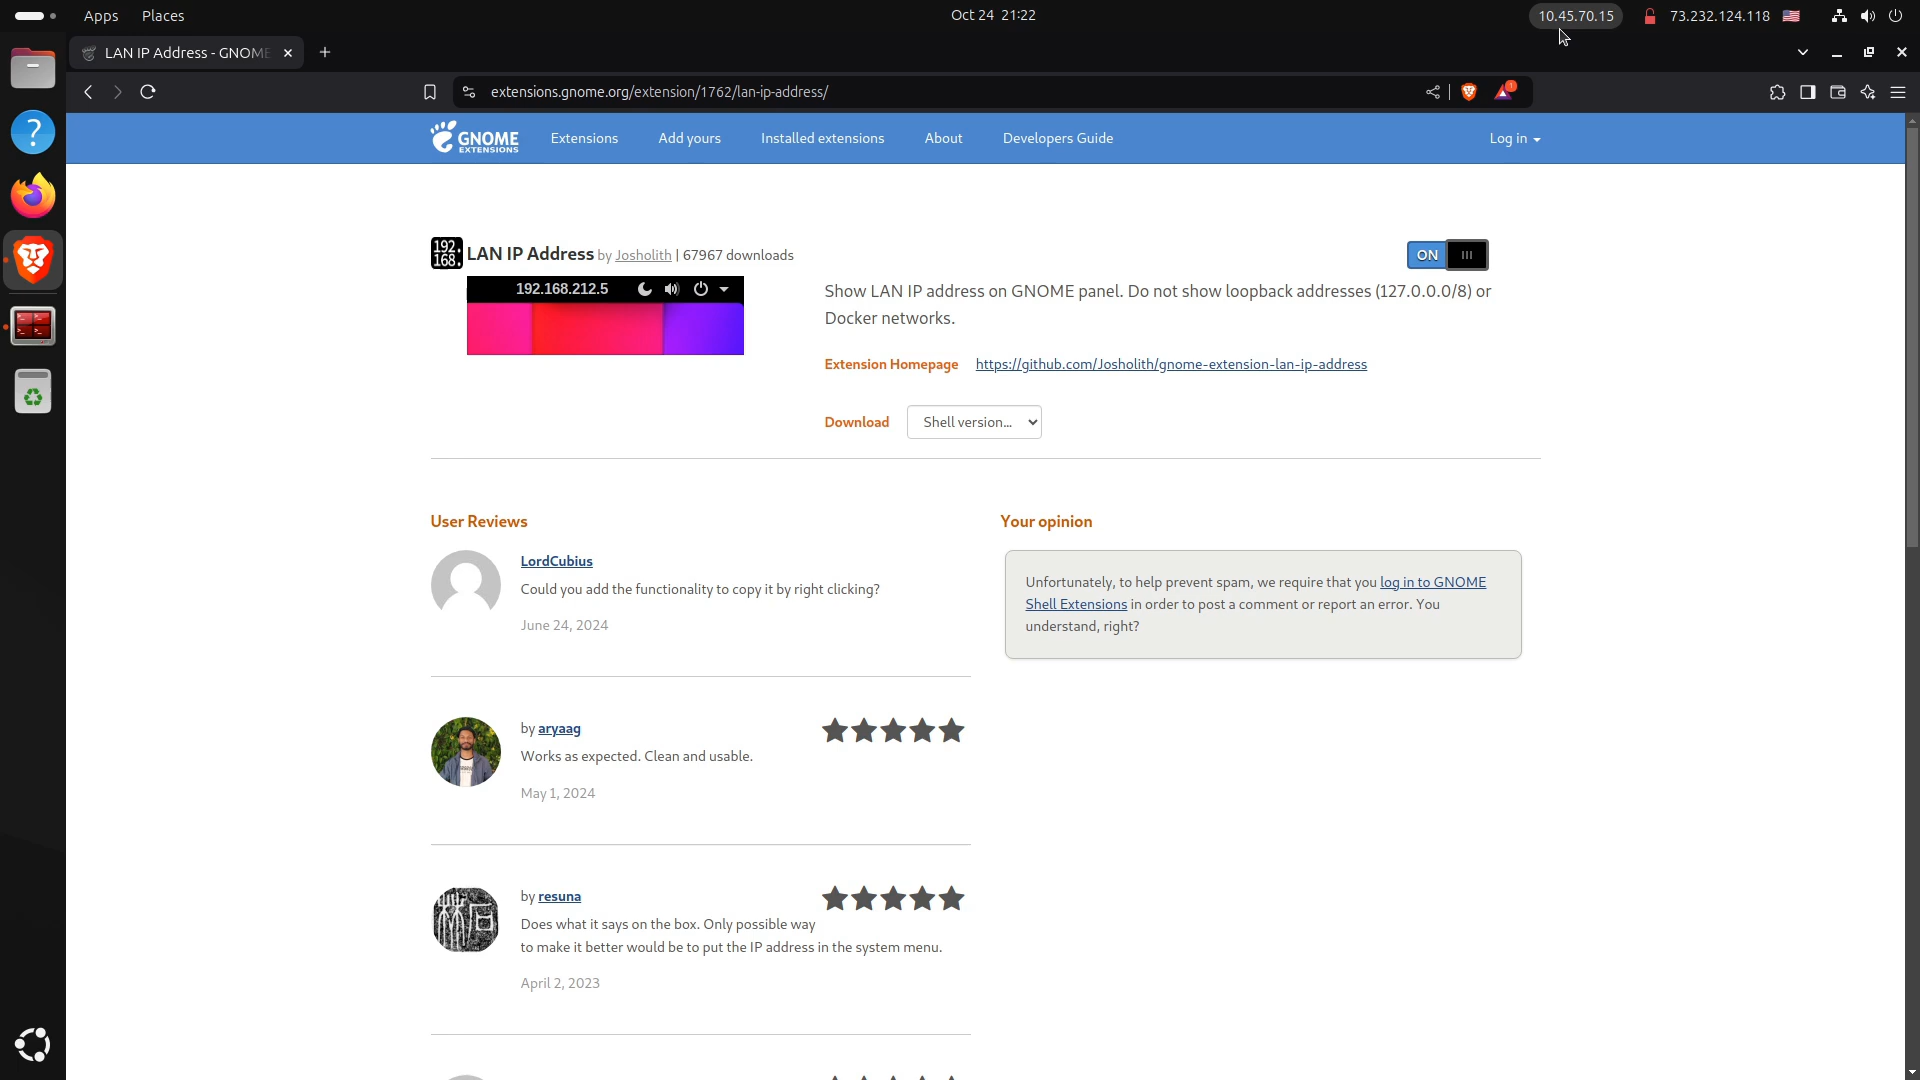 Apps Places Oct 24 21:22 10.45.70.15 73.232.124.118
LAN IP Address - GNOME
extensions.gnome.org/extension/1762/lan-ip-address/ 1
GNOME EXTENSIONS Extensions Add yours Installed extensions About Developers Guide Log in
192. 168. LAN IP Address by Josholith | 67967 downloads ON
192.168.212.5
Show LAN IP address on GNOME panel. Do not show loopback addresses (127.0.0.0/8) or
Docker networks.
Extension Homepage https://github.com/Josholith/gnome-extension-lan-ip-address
Download Shell version...
User Reviews
LordCubius
Could you add the functionality to copy it by right clicking?
June 24, 2024
by aryaag
Works as expected. Clean and usable.
May 1, 2024
by resuna
Does what it says on the box. Only possible way
to make it better would be to put the IP address in the system menu.
April 2, 2023
Your opinion
Unfortunately, to help prevent spam, we require that you log in to GNOME
Shell Extensions in order to post a comment or report an error. You
understand, right?